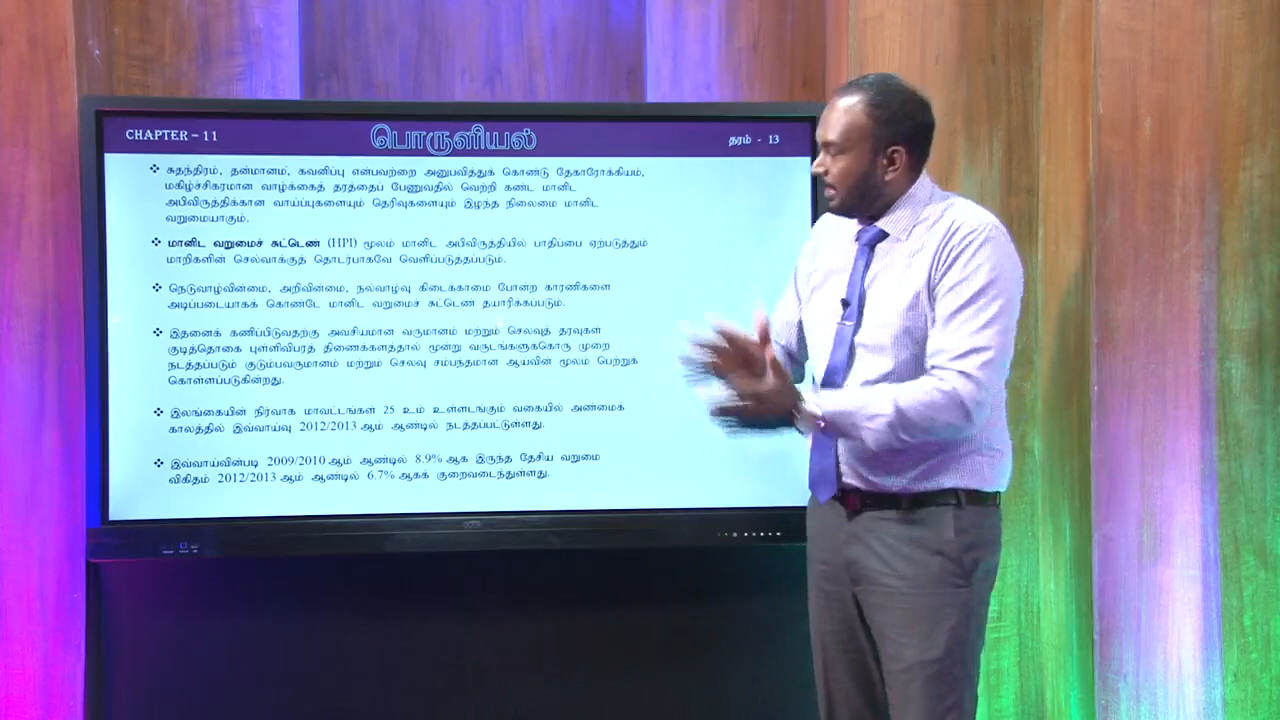 CHAPTER – 11
பொருளியல்
தரம் - 13
❖ சுதந்திரம், தன்மானம், கவனிப்பு என்பவற்றை அனுபவித்துக் கொண்டு தேகாரோக்கியம்,
மகிழ்ச்சிகரமான வாழ்க்கைத் தரத்தைப் பேணுவதில் வெற்றி கண்ட மானிட
அபிவிருத்திக்கான வாய்ப்புகளையும் தெரிவுகளையும் இழந்த நிலைமை மானிட
வறுமையாகும்.
❖ மானிட வறுமைச் சுட்டெண் (HPI) மூலம் மானிட அபிவிருத்தியில் பாதிப்பை ஏற்படுத்தும்
மாறிகளின் செல்வாக்குத் தொடர்பாகவே வெளிப்படுத்தப்படும்.
❖ நெடுவாழ்வின்மை, அறிவின்மை, நல்வாழ்வு கிடைக்காமை போன்ற காரணிகளை
அடிப்படையாகக் கொண்டே மானிட வறுமைச் சுட்டெண் தயாரிக்கப்படும்.
❖ இதனைக் கணிப்பிடுவதற்கு அவசியமான வருமானம் மற்றும் செலவுத் தரவுகள்
குடித்தொகை புள்ளிவிபரத் திணைக்களத்தால் மூன்று வருடங்களுக்கொரு முறை
நடத்தப்படும் குடும்பவருமானம் மற்றும் செலவு சம்பந்தமான ஆய்வின் மூலம் பெற்றுக்
கொள்ளப்படுகின்றது.
❖ இலங்கையின் நிர்வாக மாவட்டங்கள் 25 உம் உள்ளடங்கும் வகையில் அண்மைக்
காலத்தில் இவ்வாய்வு 2012/2013 ஆம் ஆண்டில் நடத்தப்பட்டுள்ளது.
❖ இவ்வாய்வின்படி 2009/2010 ஆம் ஆண்டில் 8.9% ஆக இருந்த தேசிய வறுமை
விகிதம் 2012/2013 ஆம் ஆண்டில் 6.7% ஆகக் குறைவடைந்துள்ளது.